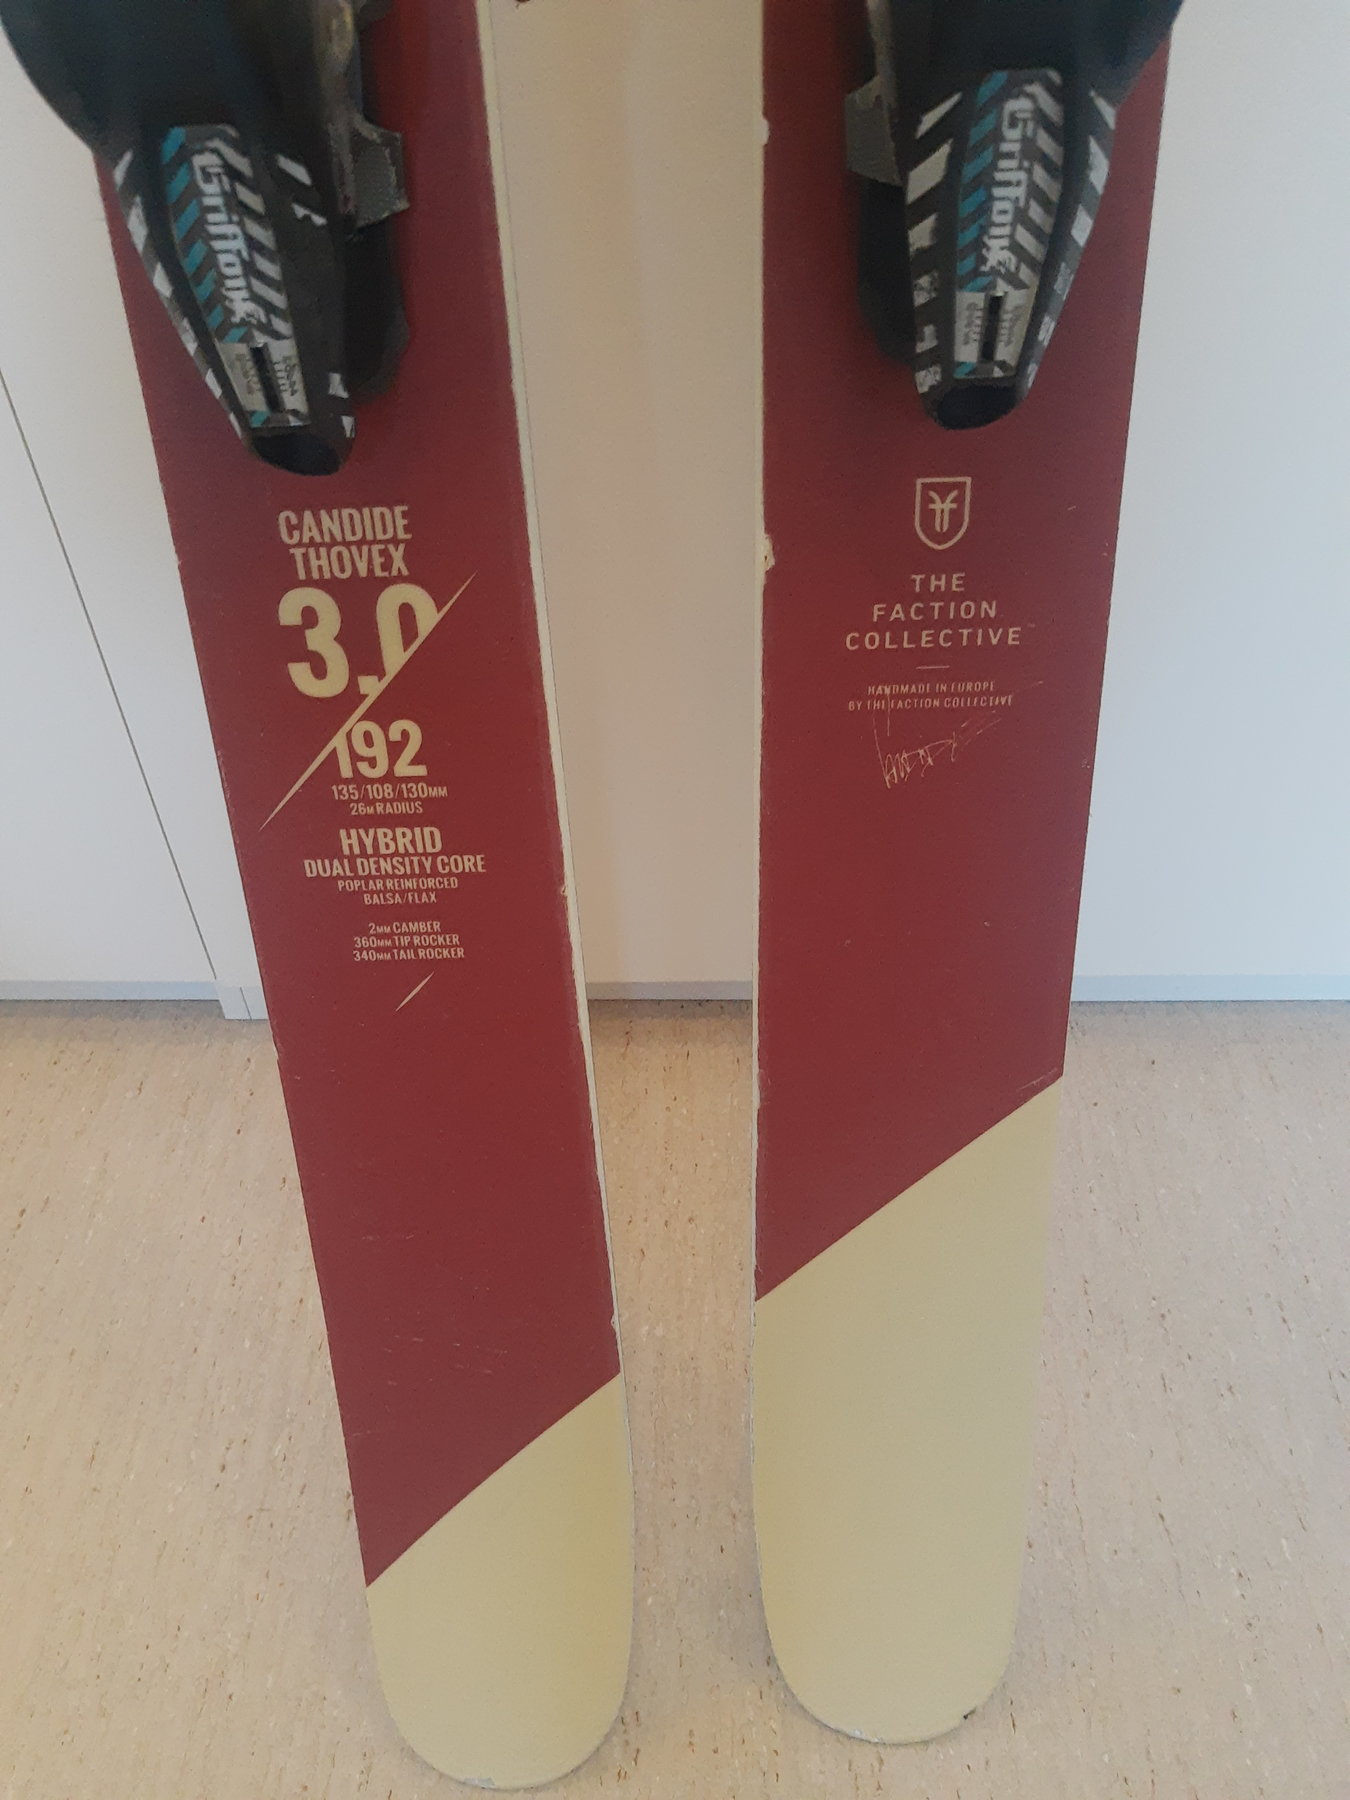 Griffon
Griffon
CANDIDE
THOVEX
3.0
192
135/108/130MM
26M RADIUS
HYBRID
DUAL DENSITY CORE
POPLAR REINFORCED
BALSA/FLAX
2MM CAMBER
360MM TIP ROCKER
340MM TAIL ROCKER
THE
FACTION
COLLECTIVE™
HANDMADE IN EUROPE
BY THE FACTION COLLECTIVE